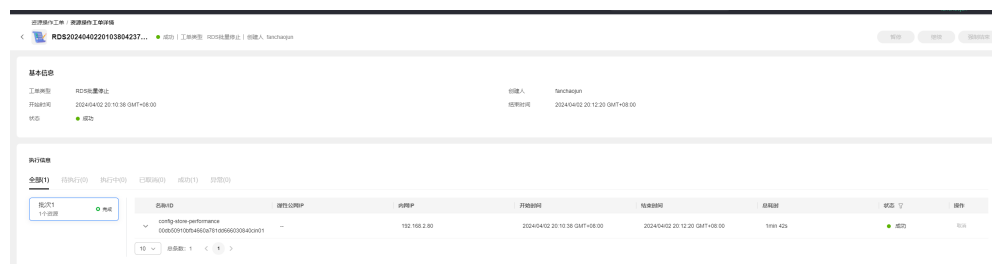 资源操作工单 / 资源操作工单详情
RDS2024040220103804237... 成功 | 工单类型 RDS批量停止 | 创建人 fanchaojun
基本信息
工单类型 RDS批量停止 创建人 fanchaojun
开始时间 2024/04/02 20:10:38 GMT+08:00 结束时间 2024/04/02 20:12:20 GMT+08:00
状态 成功
执行信息
全部(1) 待执行(0) 执行中(0) 已取消(0) 成功(1) 异常(0)
批次1 完成
1个资源
名称/ID 弹性公网IP 内网IP 开始时间 结束时间 总耗时 状态 操作
config-store-performance
-- 192.168.2.80 2024/04/02 20:10:38 GMT+08:00 2024/04/02 20:12:20 GMT+08:00 1min 42s 成功
10 总条数: 1 < 1 >